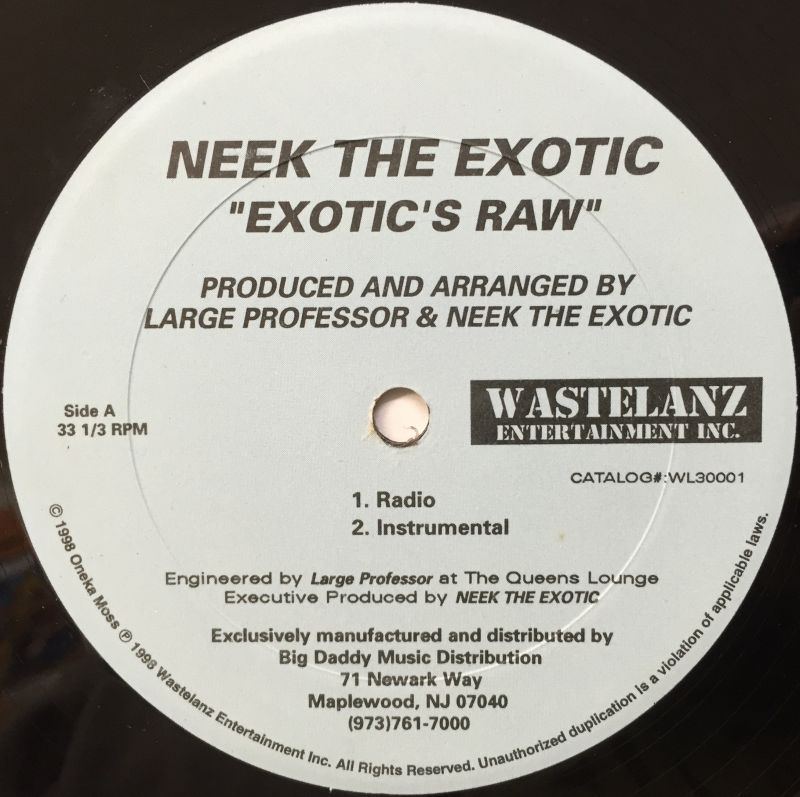 NEEK THE EXOTIC
"EXOTIC'S RAW"
PRODUCED AND ARRANGED BY
LARGE PROFESSOR & NEEK THE EXOTIC
Side A
33 1/3 RPM
WASTELANZ
ENTERTAINMENT INC.
CATALOG#:WL30001
1. Radio
2. Instrumental
Engineered by Large Professor at The Queens Lounge
Executive Produced by NEEK THE EXOTIC
Exclusively manufactured and distributed by
Big Daddy Music Distribution
71 Newark Way
Maplewood, NJ 07040
(973)761-7000
© 1998 Oneka Moss ℗ 1998 Wastelanz Entertainment Inc. All Rights Reserved. Unauthorized duplication is a violation of applicable laws.